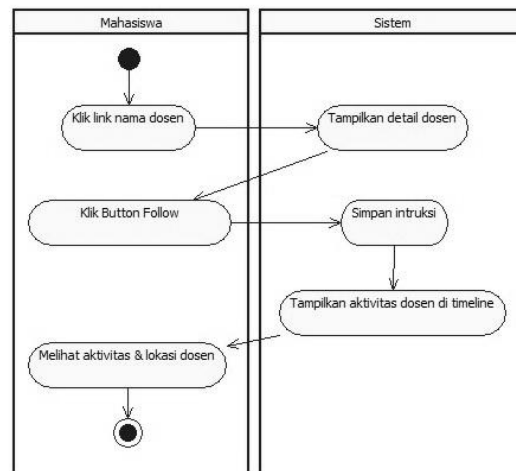 Mahasiswa
Sistem
Klik link nama dosen
Tampilkan detail dosen
Klik Button Follow
Simpan intruksi
Tampilkan aktivitas dosen di timeline
Melihat aktivitas & lokasi dosen